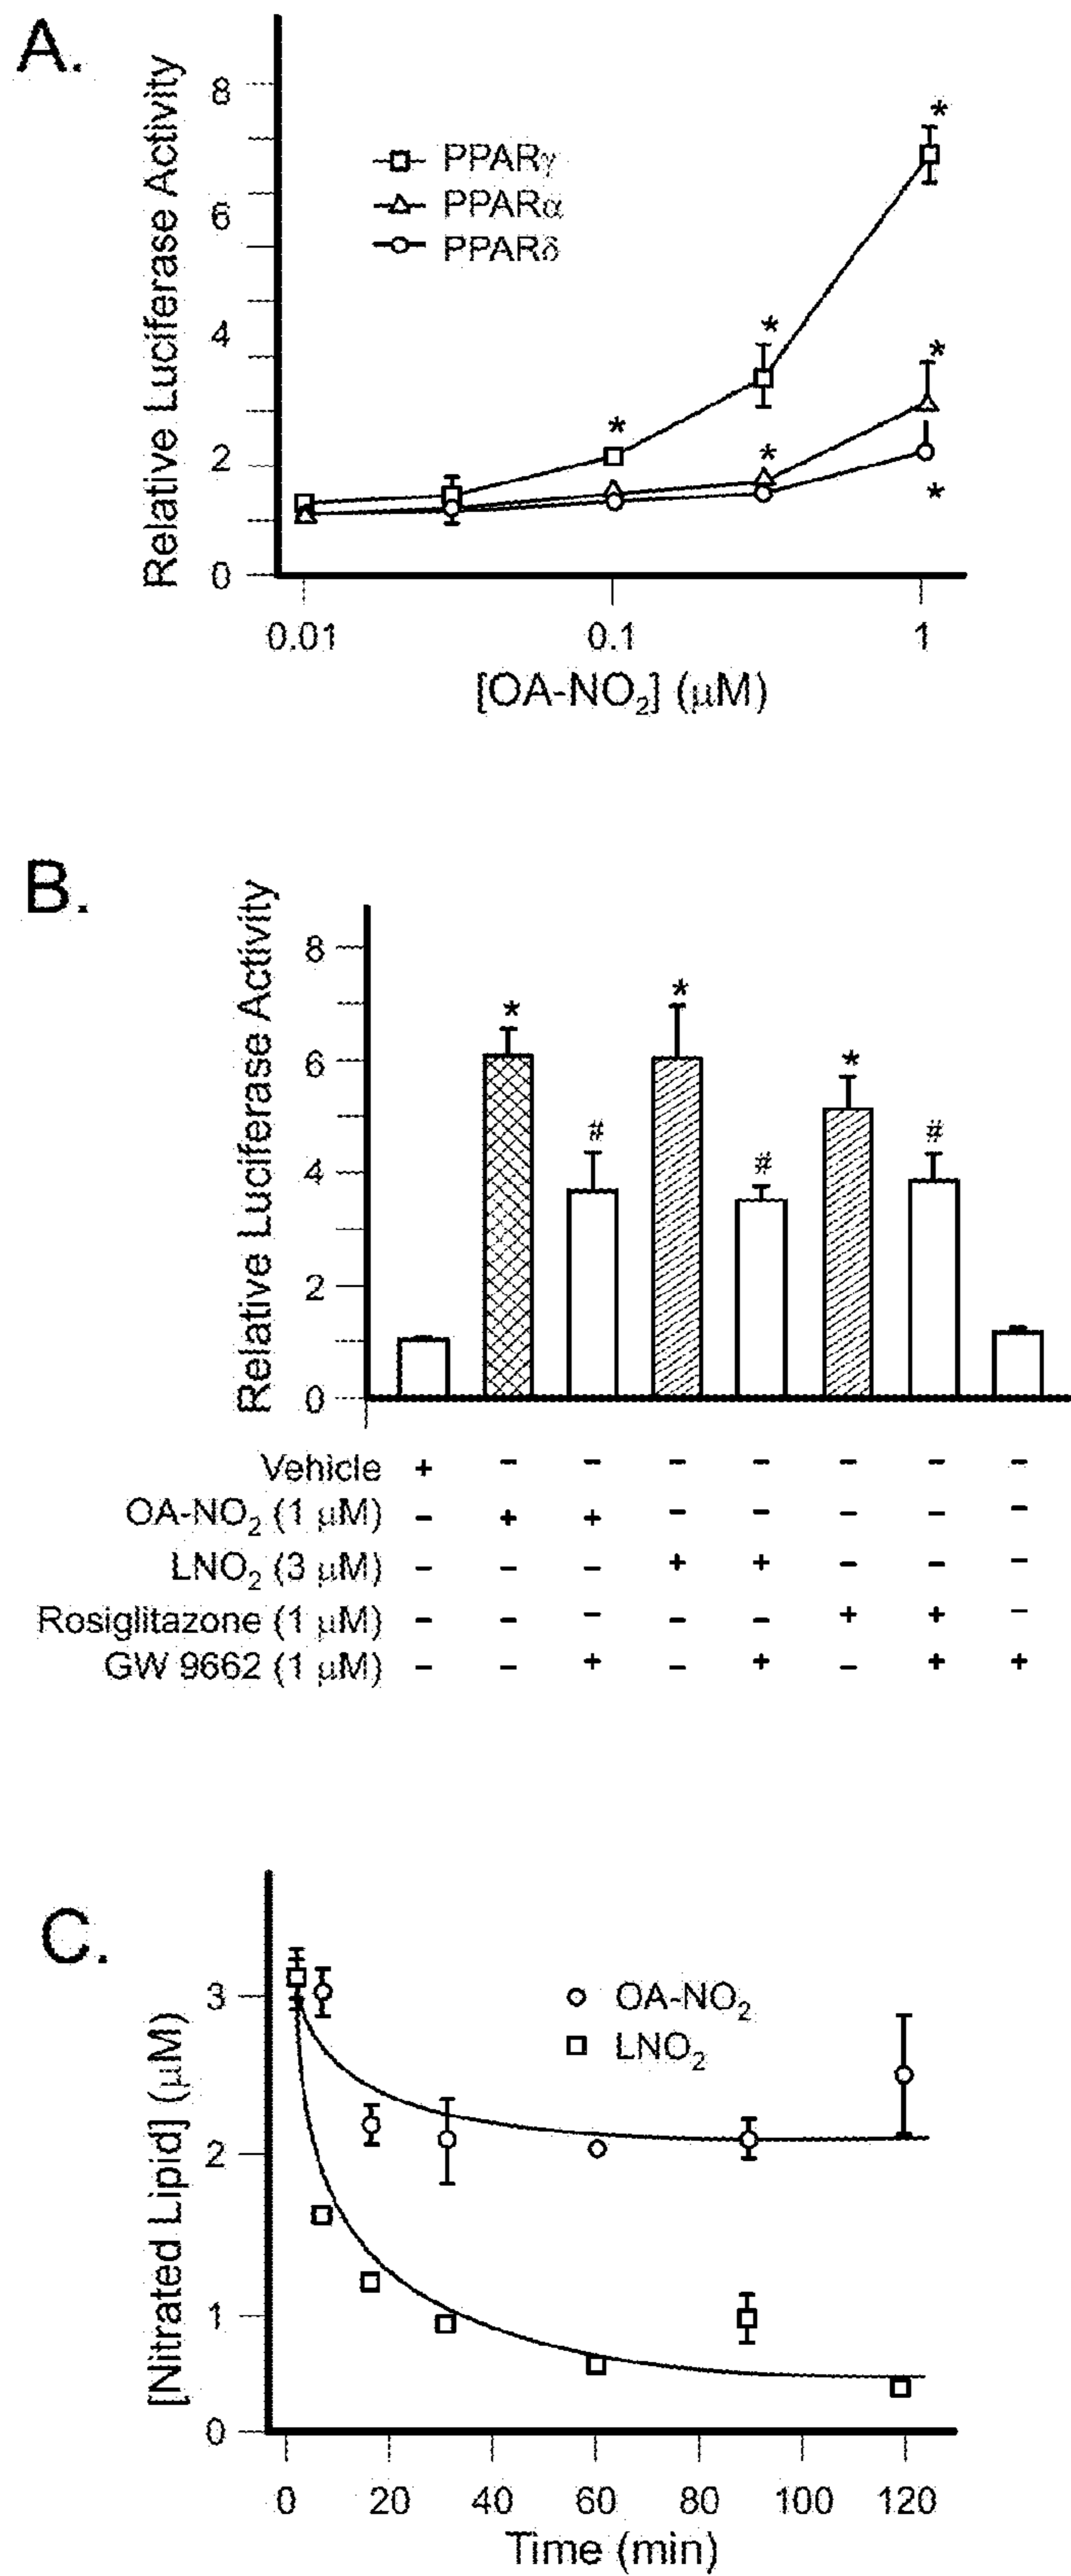 A.
Relative Luciferase Activity
8
6
4
2
0
PPARγ
PPARα
PPARδ
*
*
*
*
*
*
0.01 0.1 1
[OA-NO₂] (μM)
B.
Relative Luciferase Activity
8
6
4
2
0
* # * # * #
Vehicle + - - - - - - -
OA-NO₂ (1 μM) - + + - - - - -
LNO₂ (3 μM) - - - + + - - -
Rosiglitazone (1 μM) - - - - - + + -
GW 9662 (1 μM) - - + - + - + +
C.
[Nitrated Lipid] (μM)
3
2
1
0
OA-NO₂
LNO₂
0 20 40 60 80 100 120
Time (min)